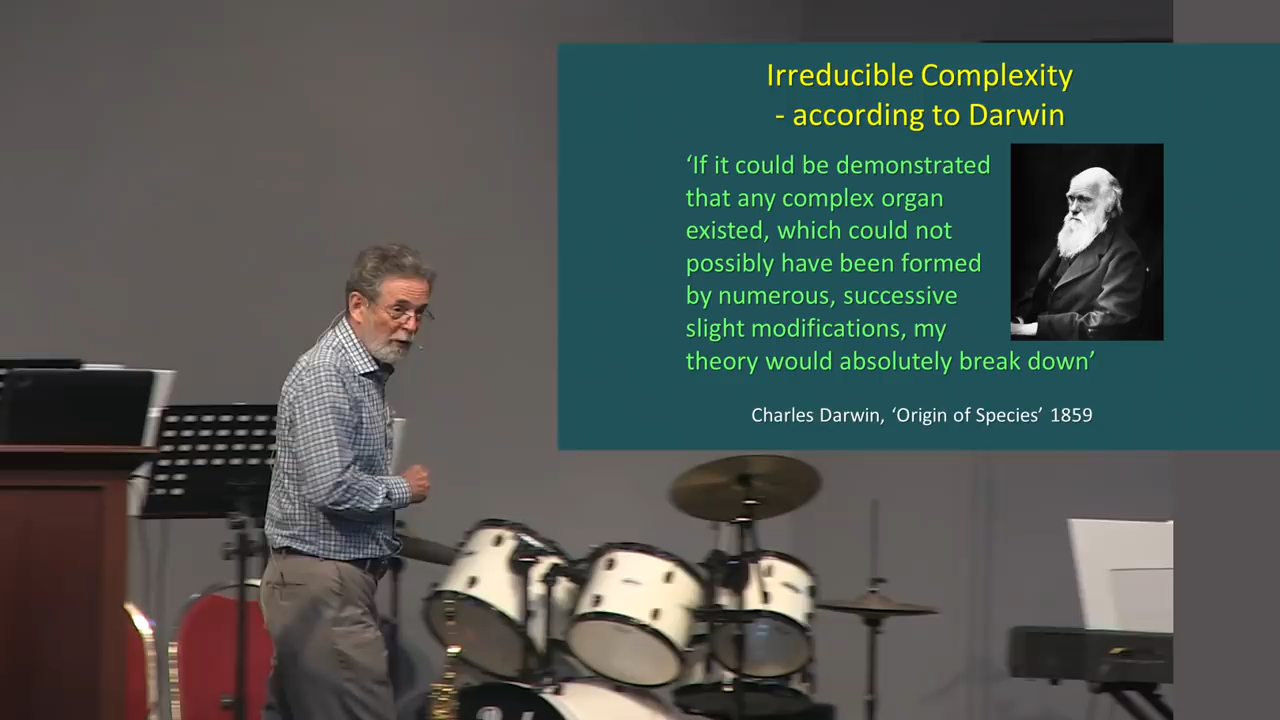 Irreducible Complexity
- according to Darwin
‘If it could be demonstrated
that any complex organ
existed, which could not
possibly have been formed
by numerous, successive
slight modifications, my
theory would absolutely break down’
Charles Darwin, ‘Origin of Species’ 1859